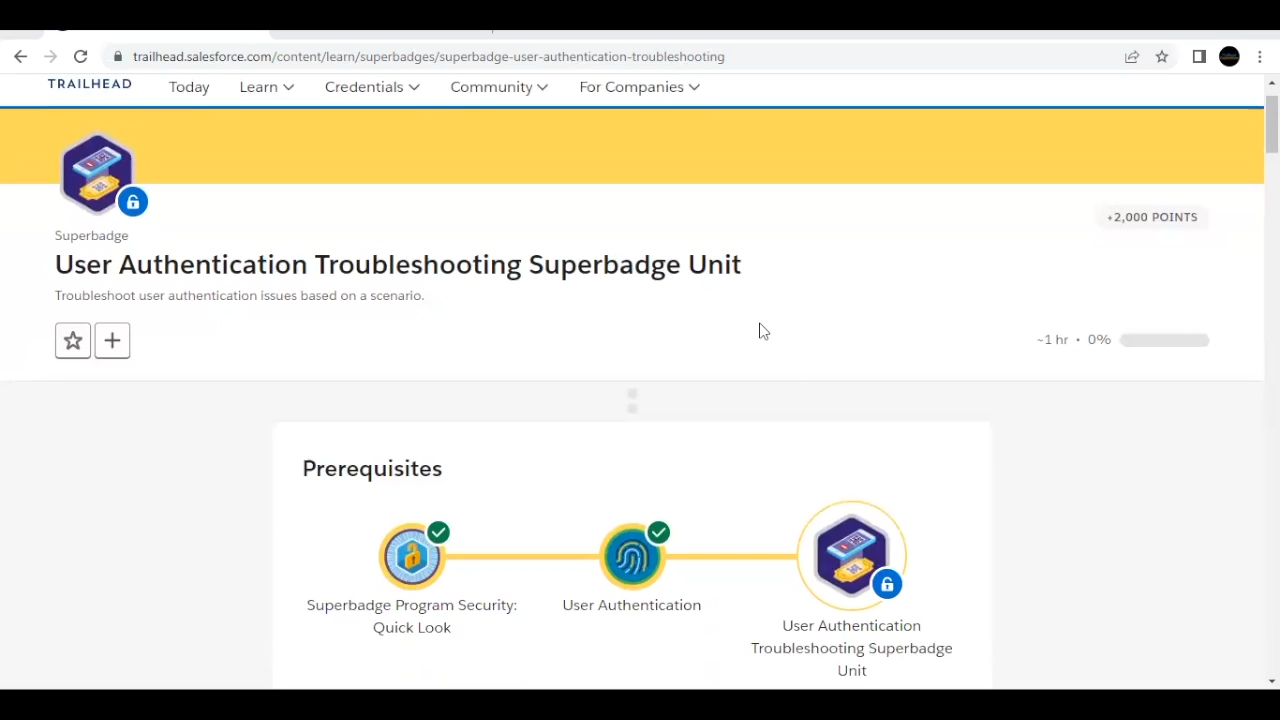 trailhead.salesforce.com/content/learn/superbadges/superbadge-user-authentication-troubleshooting
TRAILHEAD
Today
Learn
Credentials
Community
For Companies
+2,000 POINTS
Superbadge
User Authentication Troubleshooting Superbadge Unit
Troubleshoot user authentication issues based on a scenario.
~1 hr • 0%
Prerequisites
Superbadge Program Security:
Quick Look
User Authentication
User Authentication
Troubleshooting Superbadge
Unit